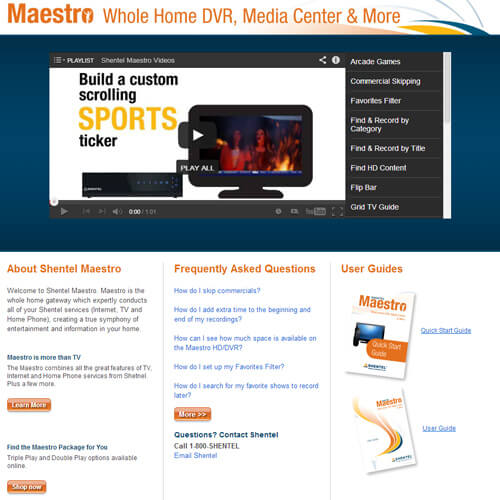 Maestro Whole Home DVR, Media Center & More
PLAYLIST Shentel Maestro Videos
Build a custom
scrolling
SPORTS
ticker
PLAY ALL
SHENTEL
0:00 / 1:01
YouTube
Arcade Games
Commercial Skipping
Favorites Filter
Find & Record by
Category
Find & Record by Title
Find HD Content
Flip Bar
Grid TV Guide
About Shentel Maestro
Welcome to Shentel Maestro. Maestro is the
whole home gateway which expertly conducts
all of your Shentel services (Internet, TV and
Home Phone), creating a true symphony of
entertainment and information in your home.
Maestro is more than TV
The Maestro combines all the great features of TV,
Internet and Home Phone services from Shetnel.
Plus a few more.
Learn More
Find the Maestro Package for You
Triple Play and Double Play options available
online.
Shop now
Frequently Asked Questions
How do I skip commercials?
How do I add extra time to the beginning and
end of my recordings?
How can I see how much space is available on
the Maestro HD/DVR?
How do I set up my Favorites Filter?
How do I search for my favorite shows to record
later?
More >>
Questions? Contact Shentel
Call 1-800-SHENTEL
Email Shentel
User Guides
Maestro
Quick Start
Guide
SHENTEL
Quick Start Guide
Maestro
SHENTEL
User Guide